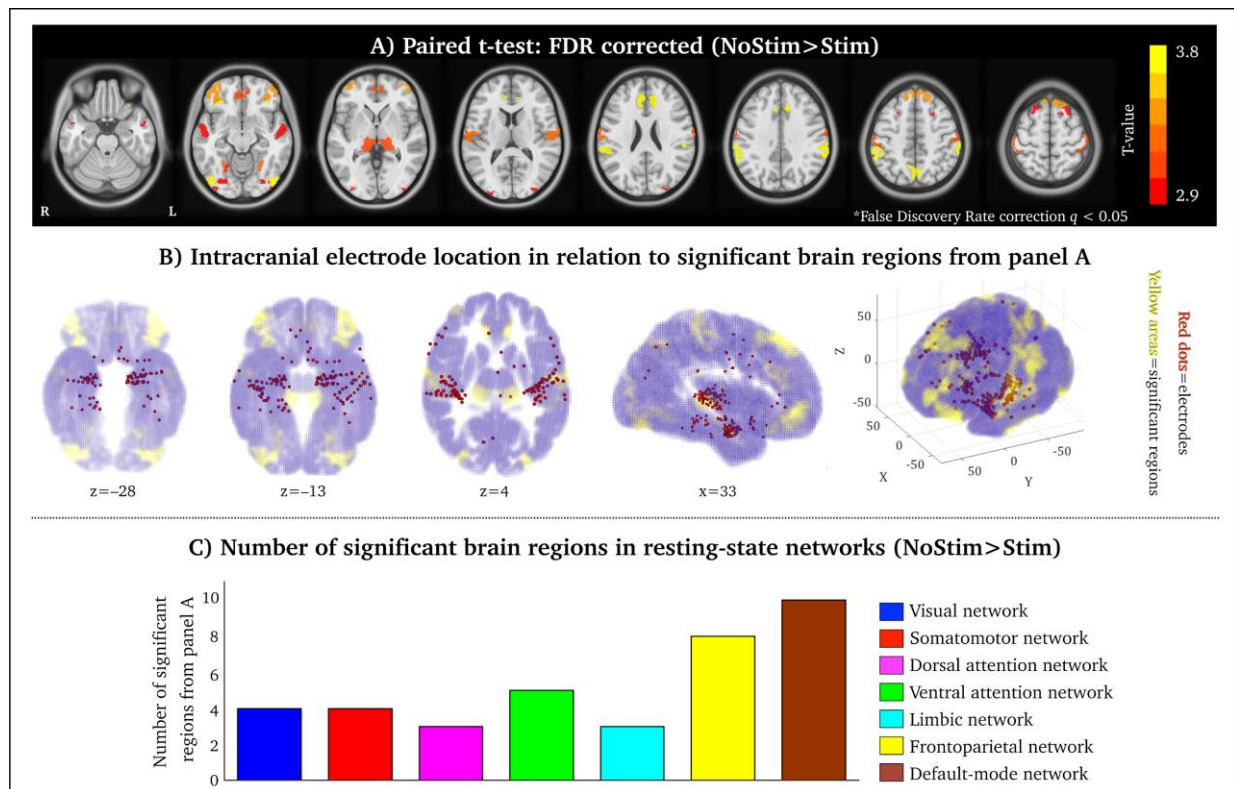 A) Paired t-test: FDR corrected (NoStim>Stim)
3.8
T-value
2.9
R
L
*False Discovery Rate correction q < 0.05
B) Intracranial electrode location in relation to significant brain regions from panel A
z=–28
z=–13
z=4
x=33
50
0
-50
Z
50
0
-50
X
50
0
-50
Y
Red dots=electrodes
Yellow areas=significant regions
C) Number of significant brain regions in resting-state networks (NoStim>Stim)
Number of significant
regions from panel A
10
8
6
4
2
0
Visual network
Somatomotor network
Dorsal attention network
Ventral attention network
Limbic network
Frontoparietal network
Default-mode network